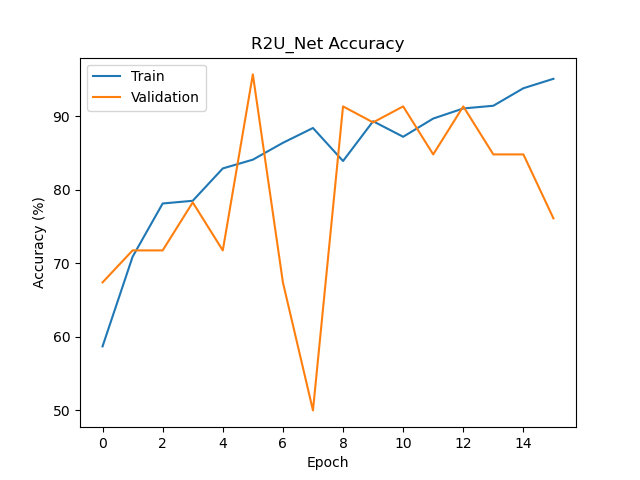 R2U_Net Accuracy
Train
Validation
90
80
70
60
50
Accuracy (%)
0 2 4 6 8 10 12 14
Epoch